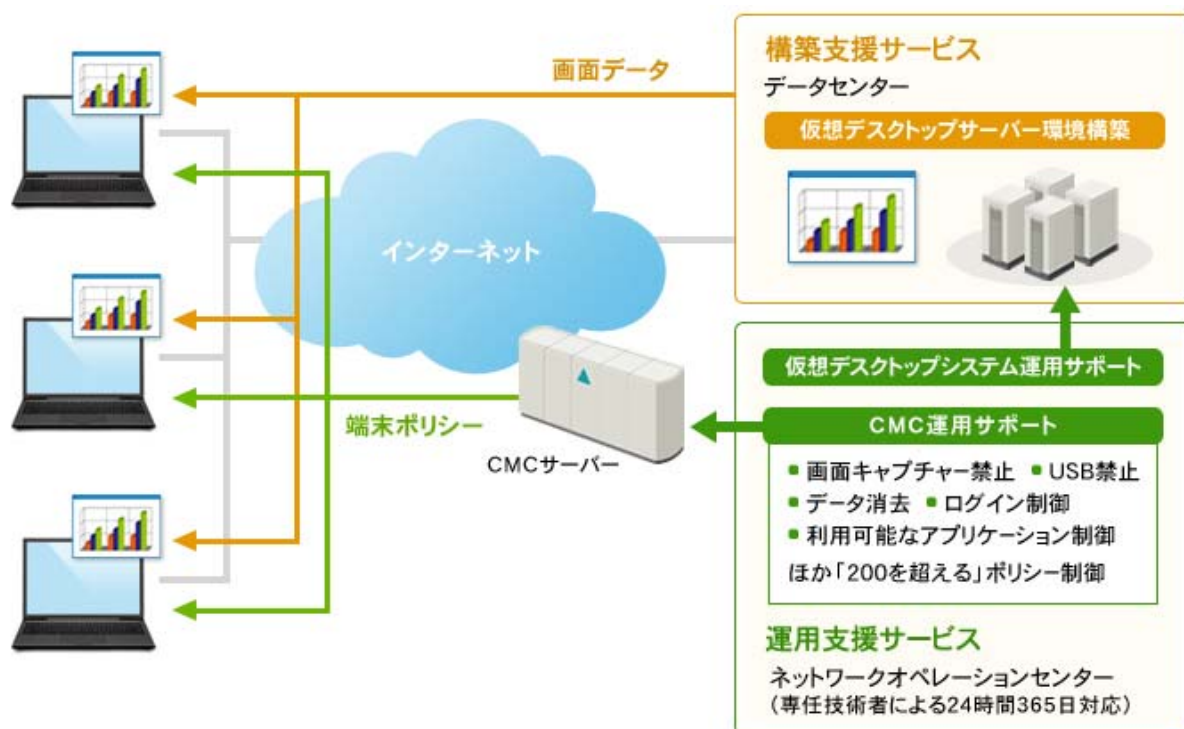 画面データ
構築支援サービス
データセンター
仮想デスクトップサーバー環境構築
インターネット
仮想デスクトップシステム運用サポート
端末ポリシー
CMCサーバー
CMC運用サポート
■ 画面キャプチャー禁止 ■ USB禁止
■ データ消去 ■ ログイン制御
■ 利用可能なアプリケーション制御
ほか「200を超える」ポリシー制御
運用支援サービス
ネットワークオペレーションセンター
(専任技術者による24時間365日対応)